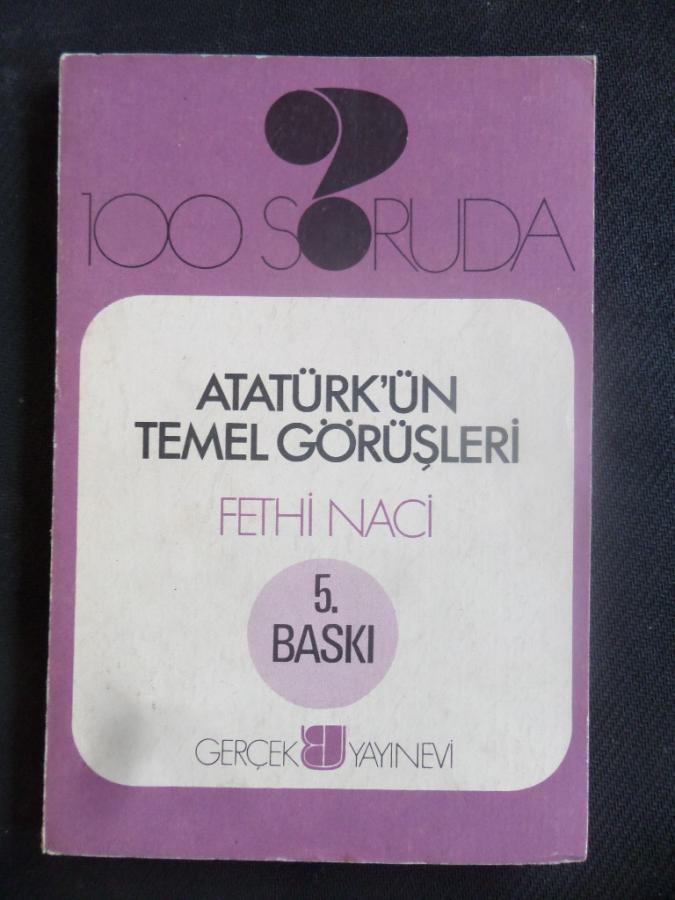 100 SORUDA
ATATÜRK'ÜN
TEMEL GÖRÜŞLERİ
FETHİ NACİ
5.
BASKI
GERÇEK YAYINEVİ